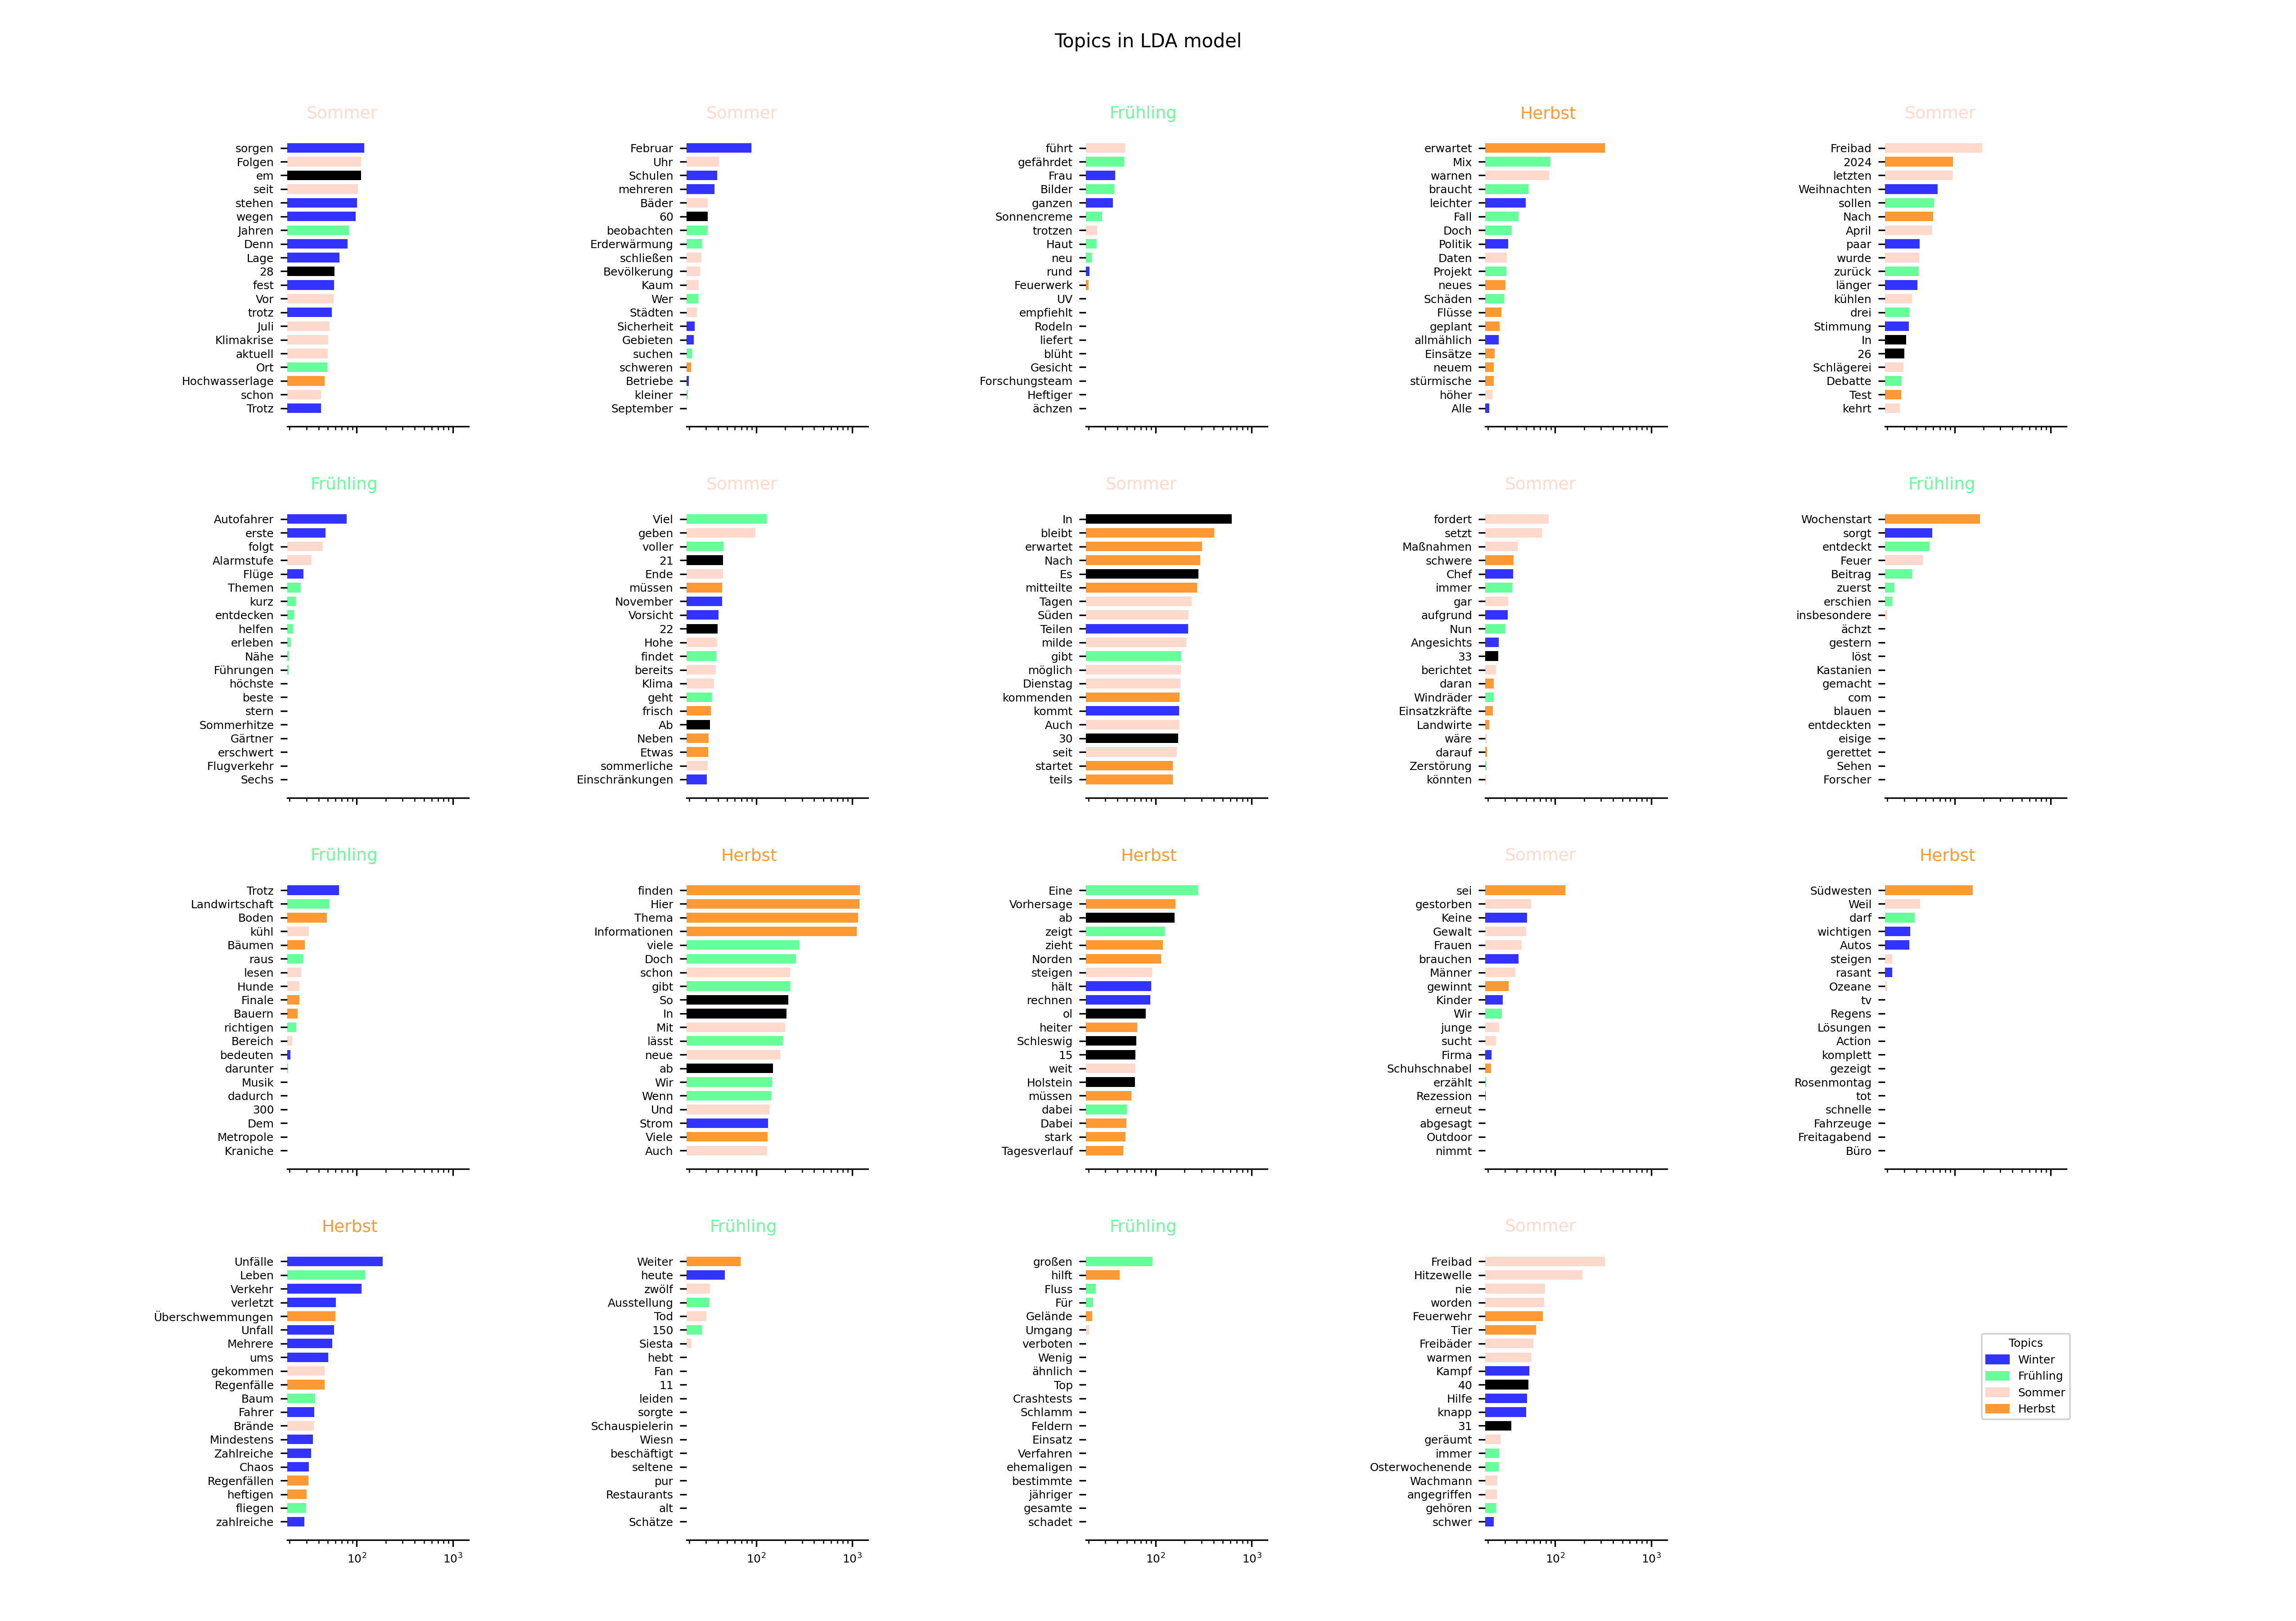 Topics in LDA model
Sommer
sorgen
Folgen
em
seit
stehen
wegen
Jahren
Denn
Lage
28
fest
Vor
trotz
Juli
Klimakrise
aktuell
Ort
Hochwasserlage
schon
Trotz
Sommer
Februar
Uhr
Schulen
mehreren
Bäder
60
beobachten
Erderwärmung
schließen
Bevölkerung
Kaum
Wer
Städten
Sicherheit
Gebieten
suchen
schweren
Betriebe
kleiner
September
Frühling
führt
gefährdet
Frau
Bilder
ganzen
Sonnencreme
trotzen
Haut
neu
rund
Feuerwerk
UV
empfiehlt
Rodeln
liefert
blüht
Gesicht
Forschungsteam
Heftiger
ächzen
Herbst
erwartet
Mix
warnen
braucht
leichter
Fall
Doch
Politik
Daten
Projekt
neues
Schäden
Flüsse
geplant
allmählich
Einsätze
neuem
stürmische
höher
Alle
Sommer
Freibad
2024
letzten
Weihnachten
sollen
Nach
April
paar
wurde
zurück
länger
kühlen
drei
Stimmung
In
26
Schlägerei
Debatte
Test
kehrt
Frühling
Autofahrer
erste
folgt
Alarmstufe
Flüge
Themen
kurz
entdecken
helfen
erleben
Nähe
Führungen
höchste
beste
stern
Sommerhitze
Gärtner
erschwert
Flugverkehr
Sechs
Sommer
Viel
geben
voller
21
Ende
müssen
November
Vorsicht
22
Hohe
findet
bereits
Klima
geht
frisch
Ab
Neben
Etwas
sommerliche
Einschränkungen
Sommer
In
bleibt
erwartet
Nach
Es
mitteilte
Tagen
Süden
Teilen
milde
gibt
möglich
Dienstag
kommenden
kommt
Auch
30
seit
startet
teils
Sommer
fordert
setzt
Maßnahmen
schwere
Chef
immer
gar
aufgrund
Nun
Angesichts
33
berichtet
daran
Windräder
Einsatzkräfte
Landwirte
wäre
darauf
Zerstörung
könnten
Frühling
Wochenstart
sorgt
entdeckt
Feuer
Beitrag
zuerst
erschien
insbesondere
ächzt
gestern
löst
Kastanien
gemacht
com
blauen
entdeckten
eisige
gerettet
Sehen
Forscher
Frühling
Trotz
Landwirtschaft
Boden
kühl
Bäumen
raus
lesen
Hunde
Finale
Bauern
richtigen
Bereich
bedeuten
darunter
Musik
dadurch
300
Dem
Metropole
Kraniche
Herbst
finden
Hier
Thema
Informationen
viele
Doch
schon
gibt
So
In
Mit
lässt
neue
ab
Wir
Wenn
Und
Strom
Viele
Auch
Herbst
Eine
Vorhersage
ab
zeigt
zieht
Norden
steigen
hält
rechnen
ol
heiter
Schleswig
15
weit
Holstein
müssen
dabei
Dabei
stark
Tagesverlauf
Sommer
sei
gestorben
Keine
Gewalt
Frauen
brauchen
Männer
gewinnt
Kinder
Wir
junge
sucht
Firma
Schuhschnabel
erzählt
Rezession
erneut
abgesagt
Outdoor
nimmt
Herbst
Südwesten
Weil
darf
wichtigen
Autos
steigen
rasant
Ozeane
tv
Regens
Lösungen
Action
komplett
gezeigt
Rosenmontag
tot
schnelle
Fahrzeuge
Freitagabend
Büro
Herbst
Unfälle
Leben
Verkehr
verletzt
Überschwemmungen
Unfall
Mehrere
ums
gekommen
Regenfälle
Baum
Fahrer
Brände
Mindestens
Zahlreiche
Chaos
Regenfällen
heftigen
fliegen
zahlreiche
10² 10³
Frühling
Weiter
heute
zwölf
Ausstellung
Tod
150
Siesta
hebt
Fan
11
leiden
sorgte
Schauspielerin
Wiesn
beschäftigt
seltene
pur
Restaurants
alt
Schätze
10² 10³
Frühling
großen
hilft
Fluss
Für
Gelände
Umgang
verboten
Wenig
ähnlich
Top
Crashtests
Schlamm
Feldern
Einsatz
Verfahren
ehemaligen
bestimmte
jähriger
gesamte
schadet
10² 10³
Sommer
Freibad
Hitzewelle
nie
worden
Feuerwehr
Tier
Freibäder
warmen
Kampf
40
Hilfe
knapp
31
geräumt
immer
Osterwochenende
Wachmann
angegriffen
gehören
schwer
10² 10³
Topics
Winter
Frühling
Sommer
Herbst